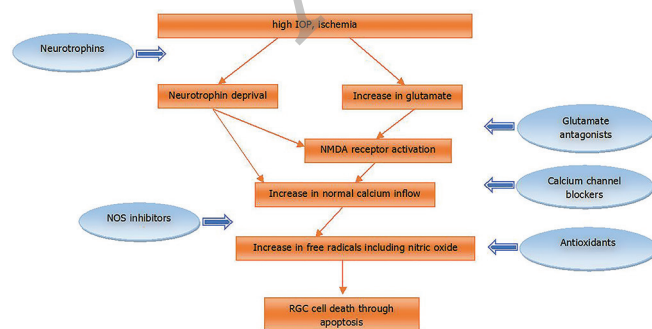 high IOP, ischemia
Neurotrophins
Neurotrophin deprival
Increase in glutamate
Glutamate
antagonists
NMDA receptor activation
Calcium channel
blockers
Increase in normal calcium inflow
NOS inhibitors
Antioxidants
Increase in free radicals including nitric oxide
RGC cell death through
apoptosis